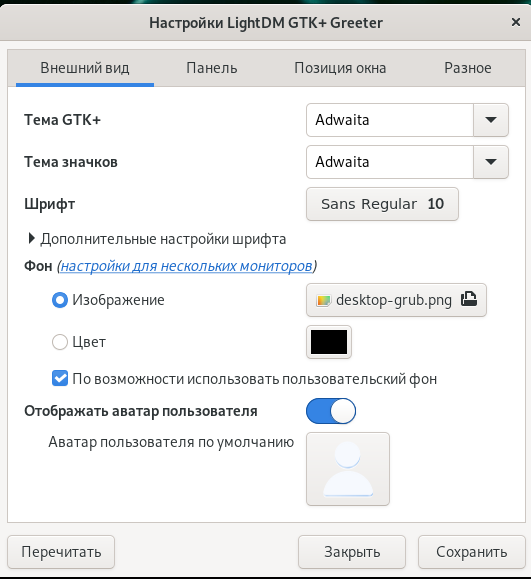 Настройки LightDM GTK+ Greeter
Внешний вид Панель Позиция окна Разное
Тема GTK+ Adwaita
Тема значков Adwaita
Шрифт Sans Regular 10
Дополнительные настройки шрифта
Фон (настройки для нескольких мониторов)
Изображение desktop-grub.png
Цвет
По возможности использовать пользовательский фон
Отображать аватар пользователя
Аватар пользователя по умолчанию
Перечитать Закрыть Сохранить